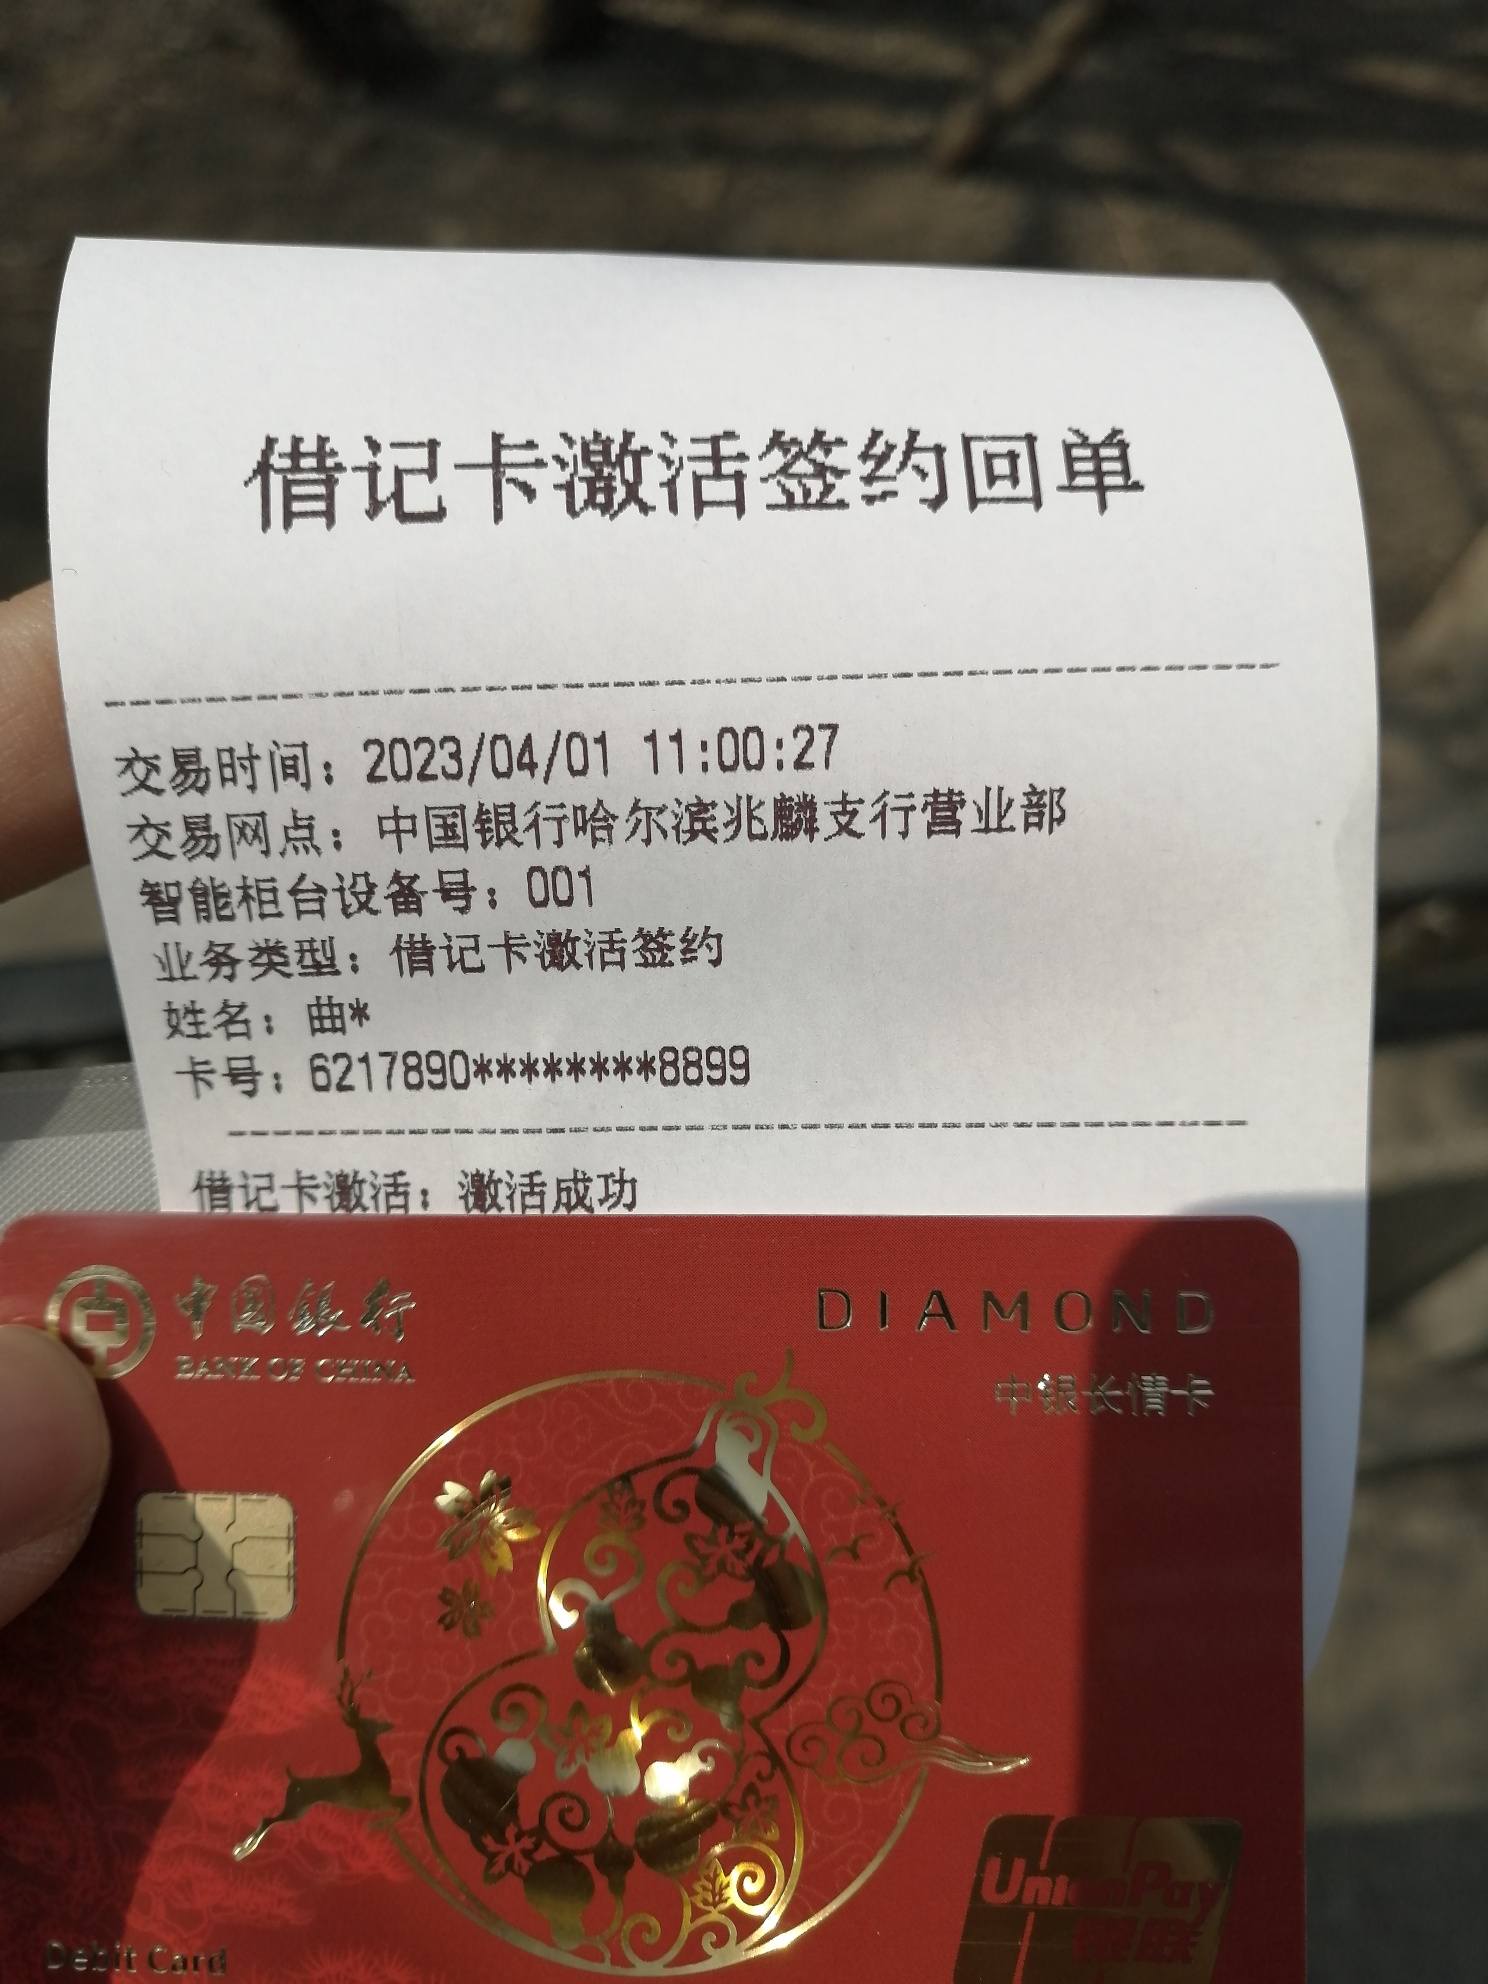 借记卡激活签约回单
交易时间：2023/04/01 11:00:27
交易网点：中国银行哈尔滨兆麟支行营业部
智能柜台设备号：001
业务类型：借记卡激活签约
姓名：曲*
卡号：6217890********8899
借记卡激活：激活成功
中国銀行
BANK OF CHINA
DIAMOND
中银长情卡
UnionPay
银联
Debit Card